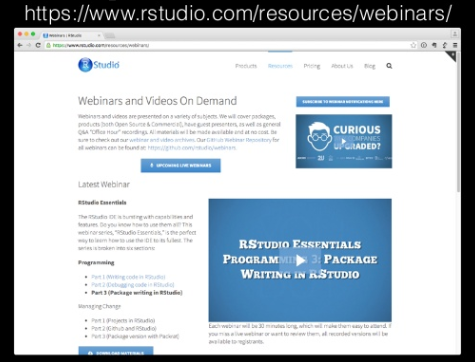 https://www.rstudio.com/resources/webinars/
Webinars | RStudio
https://www.rstudio.com/resources/webinars/
R Studio
Products Resources Pricing About Us Blog
Webinars and Videos On Demand
Webinars and videos are presented on a variety of subjects. We will cover packages,
products (both Open Source & Commercial), have guest presenters, as well as general
Q&A "Office Hour" recordings. All materials will be made available and at no cost. Be
sure to check out our webinar and video archives. Our GitHub Webinar Repository for
all webinars can be found at: https://github.com/rstudio/webinars
UPCOMING LIVE WEBINARS
SUBSCRIBE TO WEBINAR NOTIFICATIONS HERE
CURIOUS
COMPANIES
UPGRADED?
Latest Webinar
RStudio Essentials
The RStudio IDE is bursting with capabilities and
features. Do you know how to use them all? This
webinar series, "RStudio Essentials," is the perfect
way to learn how to use the IDE to its fullest. The
series is broken into six sections:
Programming
• Part 1 (Writing code in RStudio)
• Part 2 (Debugging code in RStudio)
• Part 3 (Package writing in RStudio)
Managing Change
• Part 1 (Projects in RStudio)
• Part 2 (Github and RStudio)
• Part 3 (Package version with Packrat)
DOWNLOAD MATERIALS
RStudio Essentials
Programming 3: Package
Writing in RStudio
Each webinar will be 30 minutes long, which will make them easy to attend. If
you miss a live webinar or want to review them, all recorded versions will be
available to registrants.